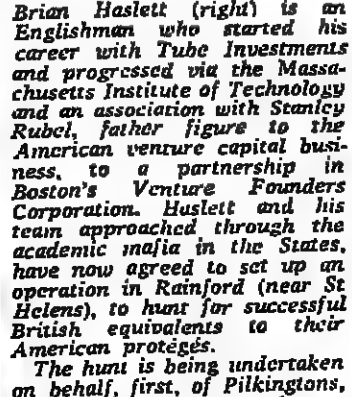 Brian Haslett (right) is an
Englishman who started his
career with Tube Investments
and progressed via the Massa-
chusetts Institute of Technology
and an association with Stanley
Rubel, father figure to the
American venture capital busi-
ness, to a partnership in
Boston's Venture Founders
Corporation. Haslett and his
team approached through the
academic mafia in the States,
have now agreed to set up an
operation in Rainford (near St
Helens), to hunt for successful
British equivalents to their
American protégés.
The hunt is being undertaken
on behalf, first, of Pilkingtons,